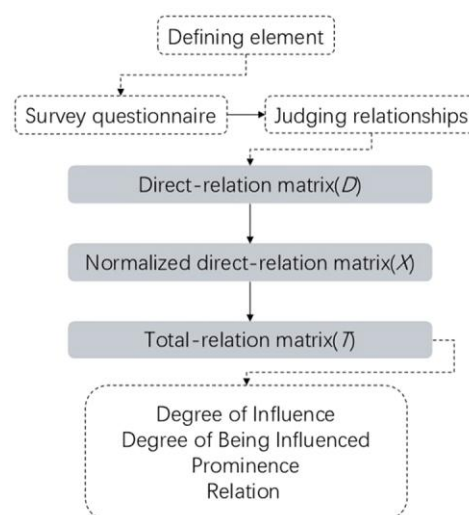 Defining element
Survey questionnaire
Judging relationships
Direct-relation matrix(D)
Normalized direct-relation matrix(X)
Total-relation matrix(T)
Degree of Influence
Degree of Being Influenced
Prominence
Relation